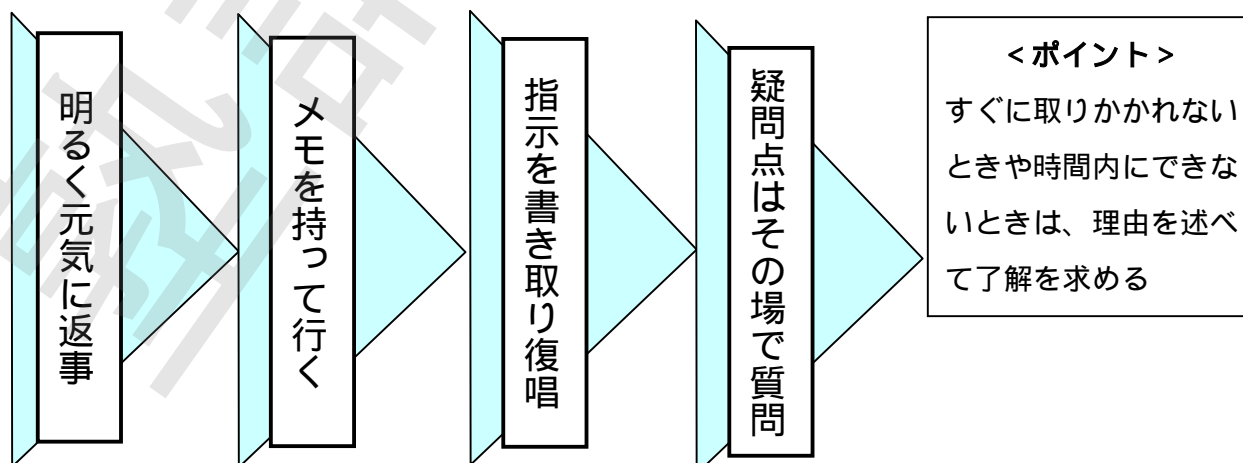 明るく元気に返事
メモを持って行く
指示を書き取り復唱
疑問点はその場で質問
<ポイント>
すぐに取りかかれない
ときや時間内にできな
いときは、理由を述べ
て了解を求める